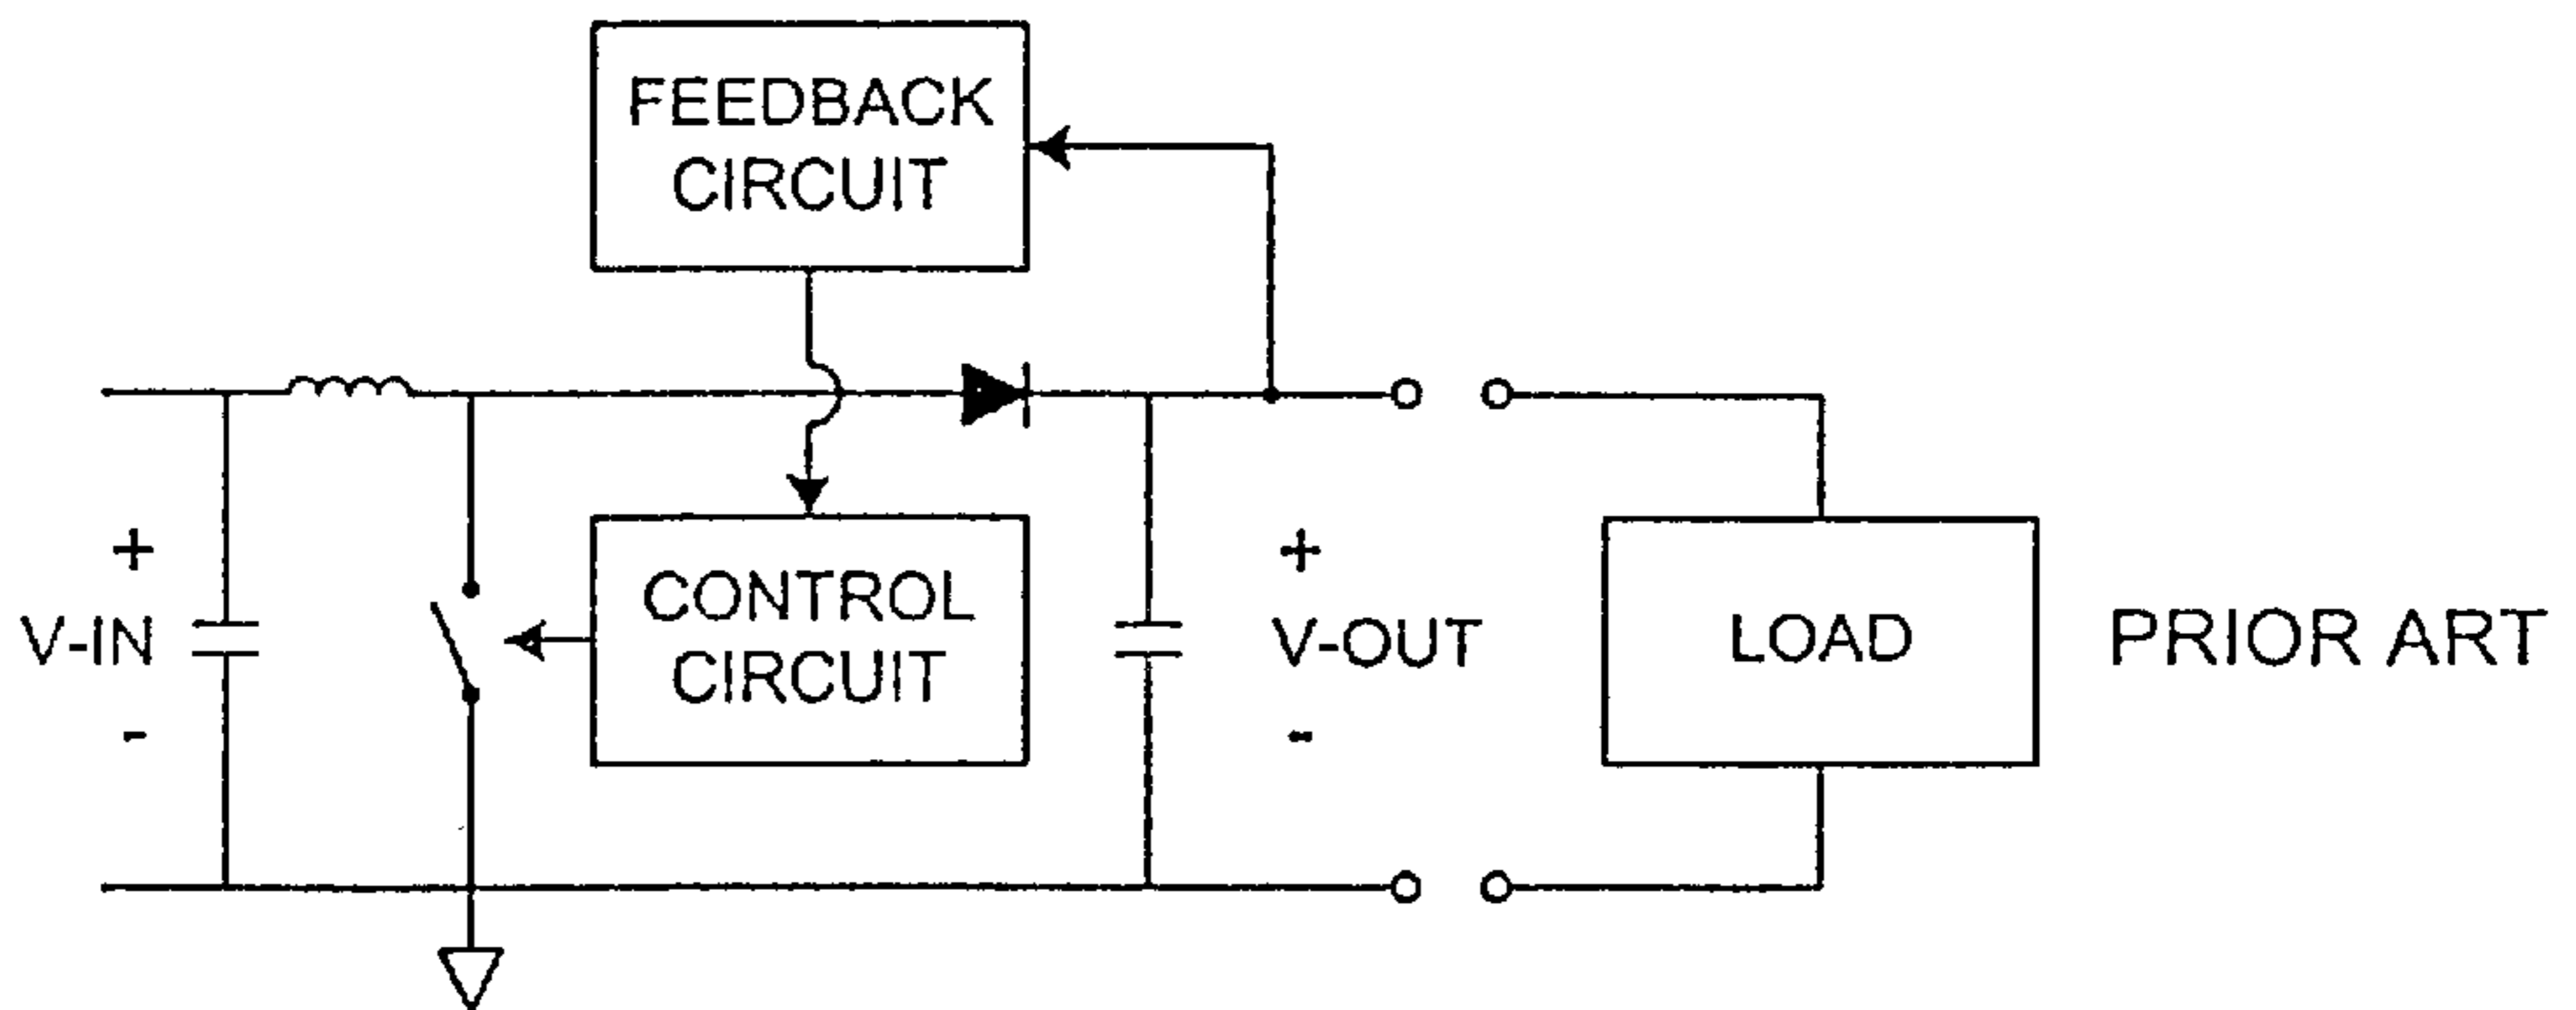 FEEDBACK
CIRCUIT
+
V-IN
-
CONTROL
CIRCUIT
+
V-OUT
-
LOAD
PRIOR ART